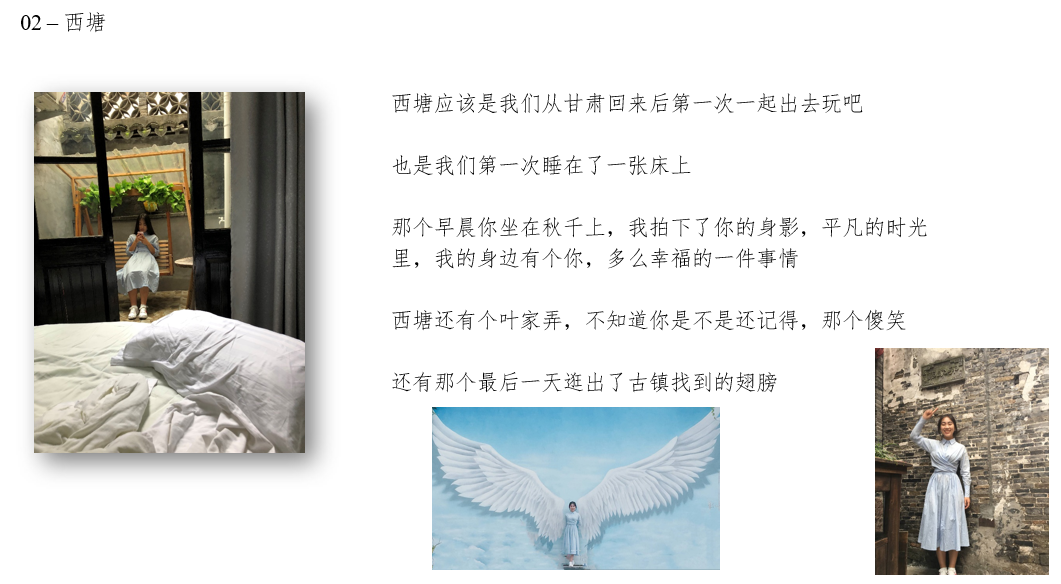 02 – 西塘
西塘应该是我们从甘肃回来后第一次一起出去玩吧
也是我们第一次睡在了一张床上
那个早晨你坐在秋千上，我拍下了你的身影，平凡的时光
里，我的身边有个你，多么幸福的一件事情
西塘还有个叶家弄，不知道你是不是还记得，那个傻笑
还有那个最后一天逛出了古镇找到的翅膀